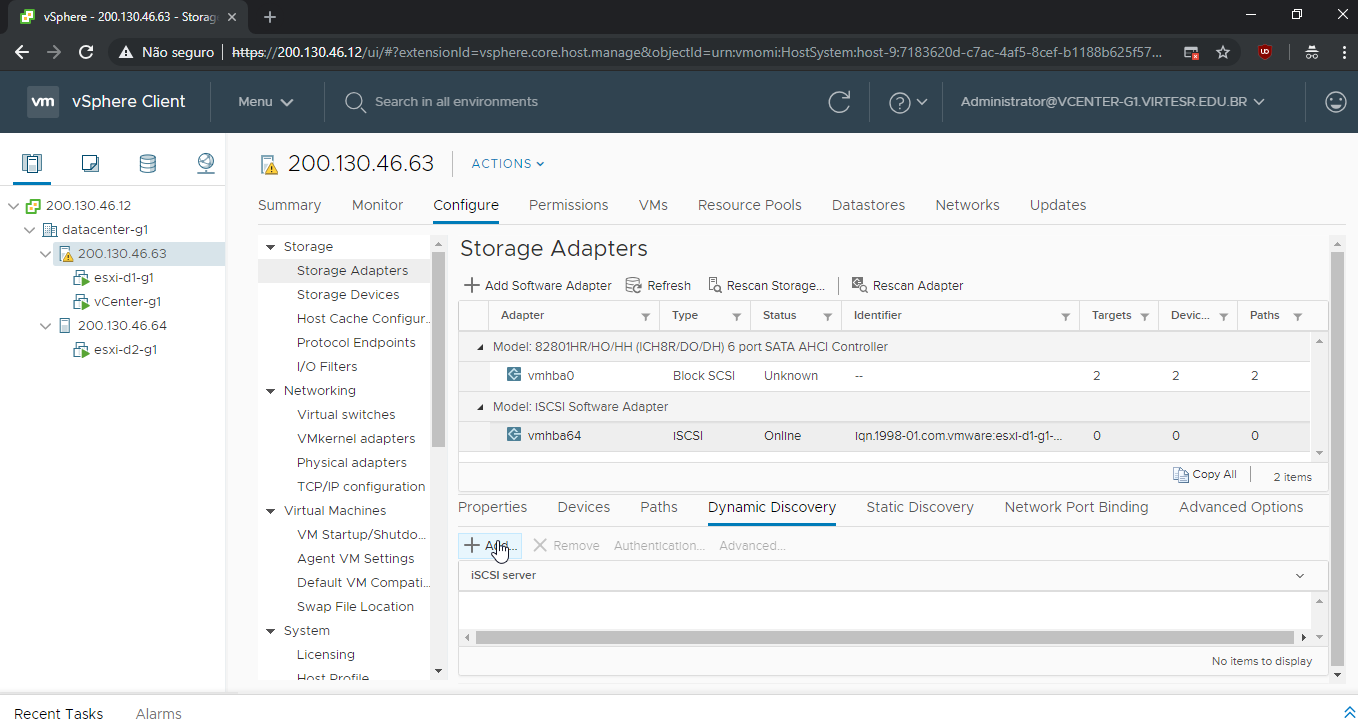 vSphere - 200.130.46.63 - Storag
Não seguro https://200.130.46.12/ui/#?extensionId=vsphere.core.host.manage&objectId=urn:vmomi:HostSystem:host-9:7183620d-c7ac-4af5-8cef-b1188b625f57...
vm vSphere Client Menu Search in all environments ? Administrator@VCENTER-G1.VIRTESR.EDU.BR
200.130.46.63 ACTIONS
Summary Monitor Configure Permissions VMs Resource Pools Datastores Networks Updates
200.130.46.12
datacenter-g1
200.130.46.63
esxi-d1-g1
vCenter-g1
200.130.46.64
esxi-d2-g1
Storage
Storage Adapters
Storage Devices
Host Cache Configur...
Protocol Endpoints
I/O Filters
Networking
Virtual switches
VMkernel adapters
Physical adapters
TCP/IP configuration
Virtual Machines
VM Startup/Shutdo...
Agent VM Settings
Default VM Compati...
Swap File Location
System
Licensing
Host Profile
Storage Adapters
Add Software Adapter Refresh Rescan Storage... Rescan Adapter
Adapter Type Status Identifier Targets Devic... Paths
Model: 82801HR/HO/HH (ICH8R/DO/DH) 6 port SATA AHCI Controller
vmhba0 Block SCSI Unknown -- 2 2 2
Model: iSCSI Software Adapter
vmhba64 iSCSI Online iqn.1998-01.com.vmware:esxi-d1-g1-... 0 0 0
Copy All 2 items
Properties Devices Paths Dynamic Discovery Static Discovery Network Port Binding Advanced Options
Add... Remove Authentication... Advanced...
iSCSI server
No items to display
Recent Tasks Alarms